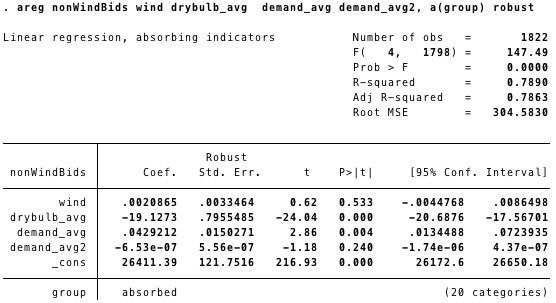 . areg nonWindBids wind drybulb_avg  demand_avg demand_avg2, a(group) robust
Linear regression, absorbing indicators    Number of obs   =   1822
F(   4,   1798) =   147.49
Prob > F        =   0.0000
R-squared       =   0.7890
Adj R-squared   =   0.7863
Root MSE        =   304.5830
Robust
nonWindBids   Coef.   Std. Err.   t   P>|t|   [95% Conf. Interval]
wind   .0020865   .0033464   0.62   0.533   -.0044768   .0086498
drybulb_avg   -19.1273   .7955485   -24.04   0.000   -20.6876   -17.56701
demand_avg   .0429212   .0150271   2.86   0.004   .0134488   .0723935
demand_avg2   -6.53e-07   5.56e-07   -1.18   0.240   -1.74e-06   4.37e-07
_cons   26411.39   121.7516   216.93   0.000   26172.6   26650.18
group   absorbed   (20 categories)